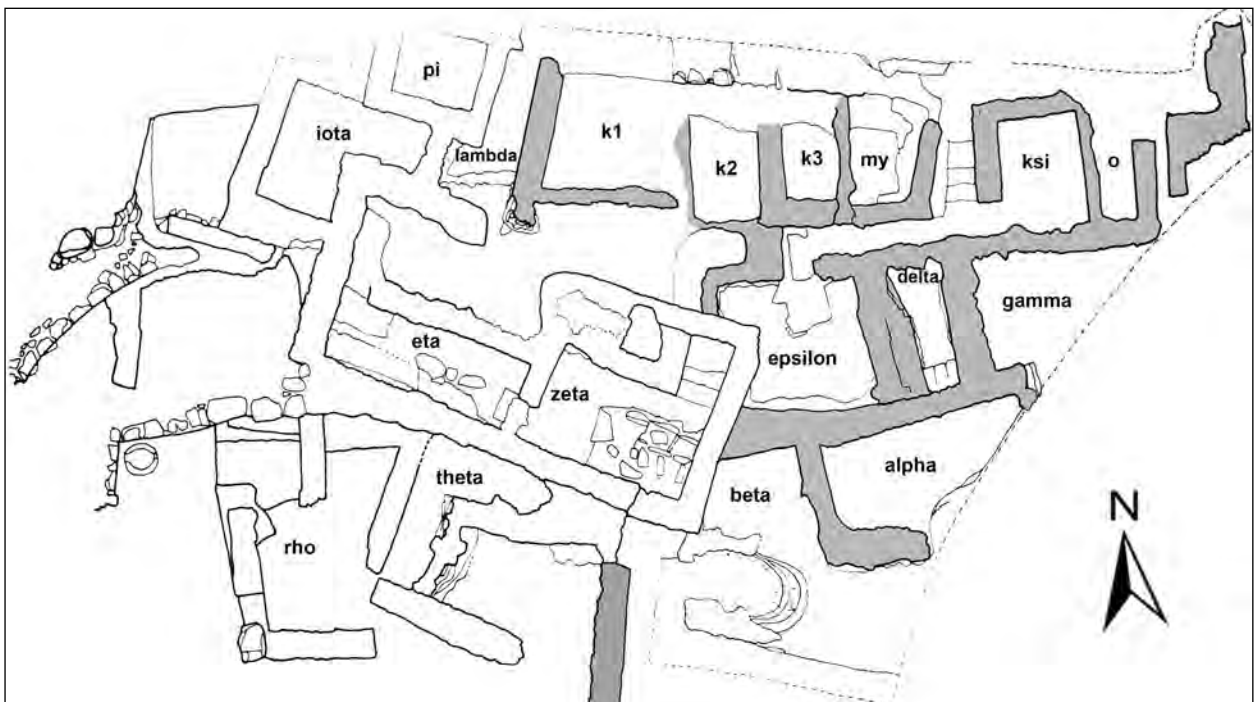 pi
iota
lambda
k1
k2
k3
my
ksi
o
delta
gamma
epsilon
eta
zeta
theta
beta
alpha
rho
N